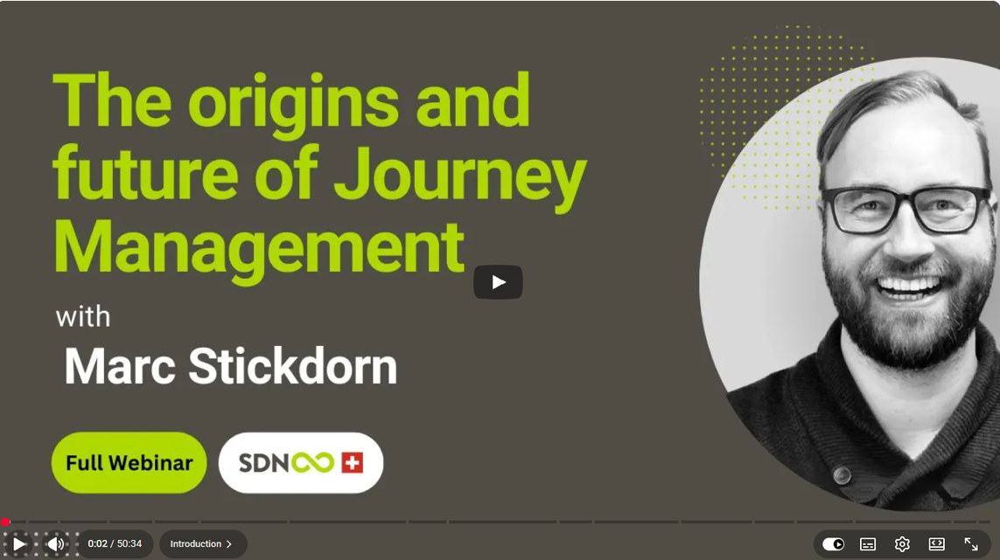 The origins and
future of Journey
Management
with
Marc Stickdorn
Full Webinar
SDN
0:02 / 50:34
Introduction